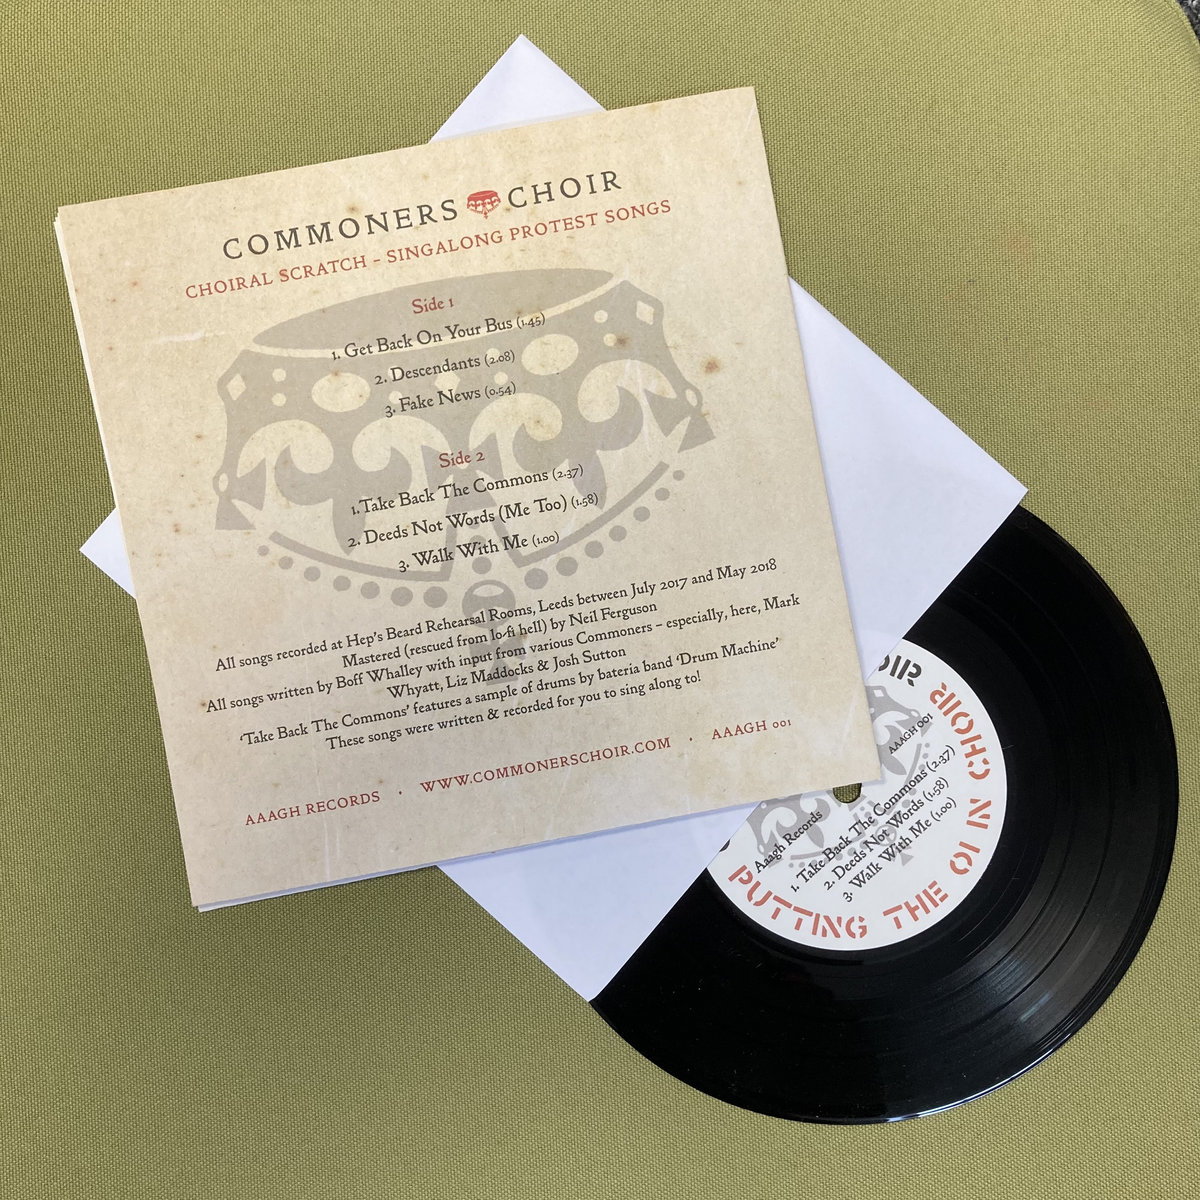 COMMONERS CHOIR
CHOIRAL SCRATCH – SINGALONG PROTEST SONGS
Side 1
1. Get Back On Your Bus (1.45)
2. Descendants (2.08)
3. Fake News (0.54)
Side 2
1. Take Back The Commons (2.37)
2. Deeds Not Words (Me Too) (1.58)
3. Walk With Me (1.00)
All songs recorded at Hep's Beard Rehearsal Rooms, Leeds between July 2017 and May 2018
Mastered (rescued from lo-fi hell) by Neil Ferguson
All songs written by Boff Whalley with input from various Commoners – especially, here, Mark
Whyatt, Liz Maddocks & Josh Sutton
'Take Back The Commons' features a sample of drums by bateria band 'Drum Machine'
These songs were written & recorded for you to sing along to!
AAAGH RECORDS · WWW.COMMONERSCHOIR.COM · AAAGH 001
OIR
PUTTING THE OI IN CHOIR
AAAGH 001
Aaagh Records
1. Take Back The Commons (2.37)
2. Deeds Not Words (1.58)
3. Walk With Me (1.00)